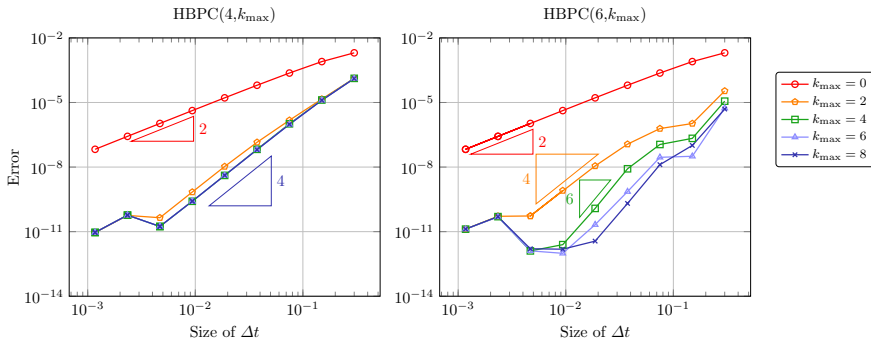 HBPC(4,k_max)
HBPC(6,k_max)
10^−2
10^−5
10^−8
10^−11
10^−14
Error
2
4
10^−3
10^−2
10^−1
Size of Δt
10^−2
10^−5
10^−8
10^−11
10^−14
2
4
6
10^−3
10^−2
10^−1
Size of Δt
k_max = 0
k_max = 2
k_max = 4
k_max = 6
k_max = 8